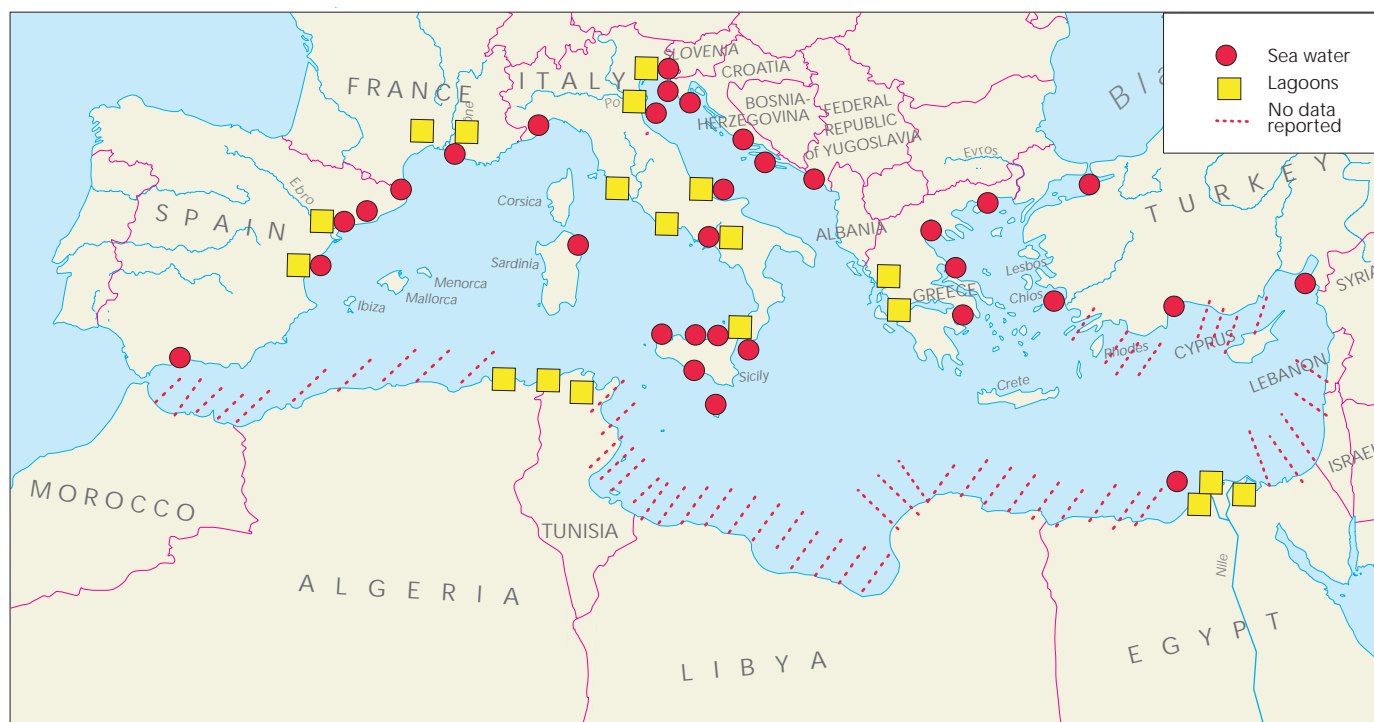 Sea water
Lagoons
No data
reported
SLOVENIA
CROATIA
FRANCE
ITALY
Po
BOSNIA-
HERZEGOVINA
FEDERAL
REPUBLIC
of YUGOSLAVIA
Evros
TURKEY
Ebro
SPAIN
Corsica
Sardinia
Menorca
Mallorca
Ibiza
ALBANIA
GREECE
Lesbos
Chios
Rhodes
Crete
CYPRUS
SYRIA
LEBANON
ISRAEL
Sicily
MOROCCO
ALGERIA
TUNISIA
LIBYA
EGYPT
Nile